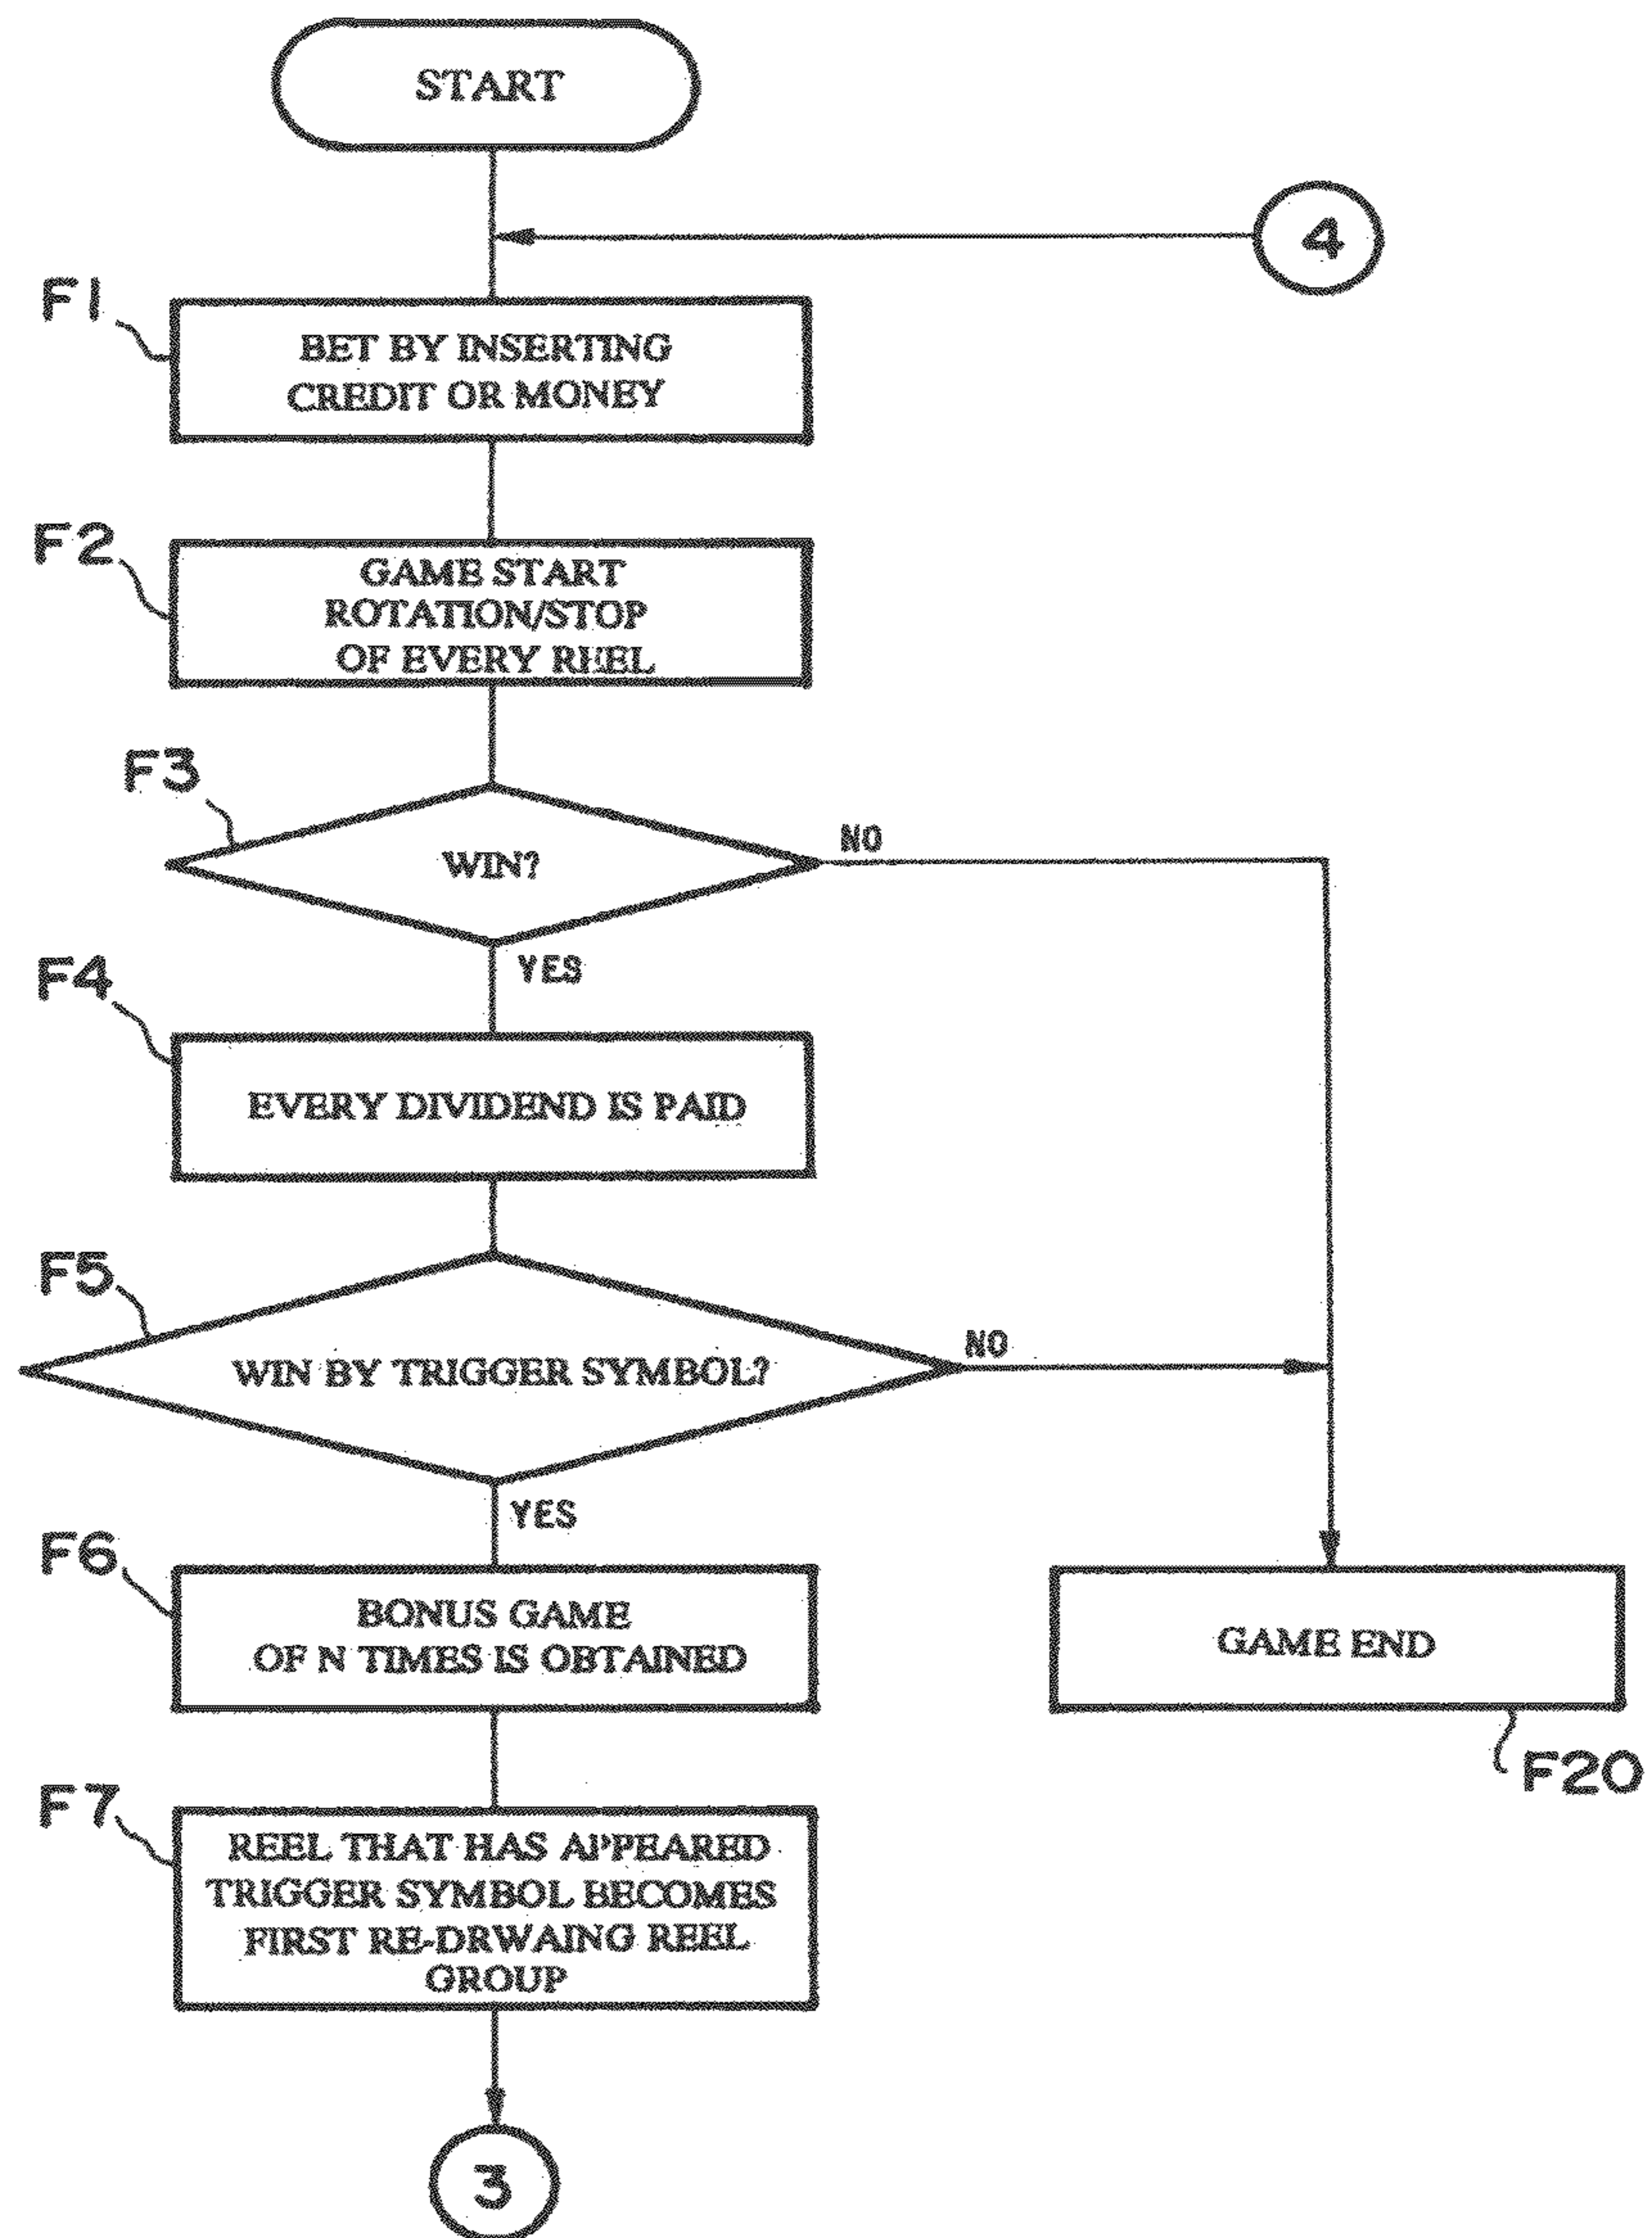 START
4
F1
BET BY INSERTING
CREDIT OR MONEY
F2
GAME START
ROTATION/STOP
OF EVERY REEL
F3
WIN?
NO
YES
F4
EVERY DIVIDEND IS PAID
F5
WIN BY TRIGGER SYMBOL?
NO
YES
F6
BONUS GAME
OF N TIMES IS OBTAINED
GAME END
F20
F7
REEL THAT HAS APPEARED
TRIGGER SYMBOL BECOMES
FIRST RE-DRWAING REEL
GROUP
3